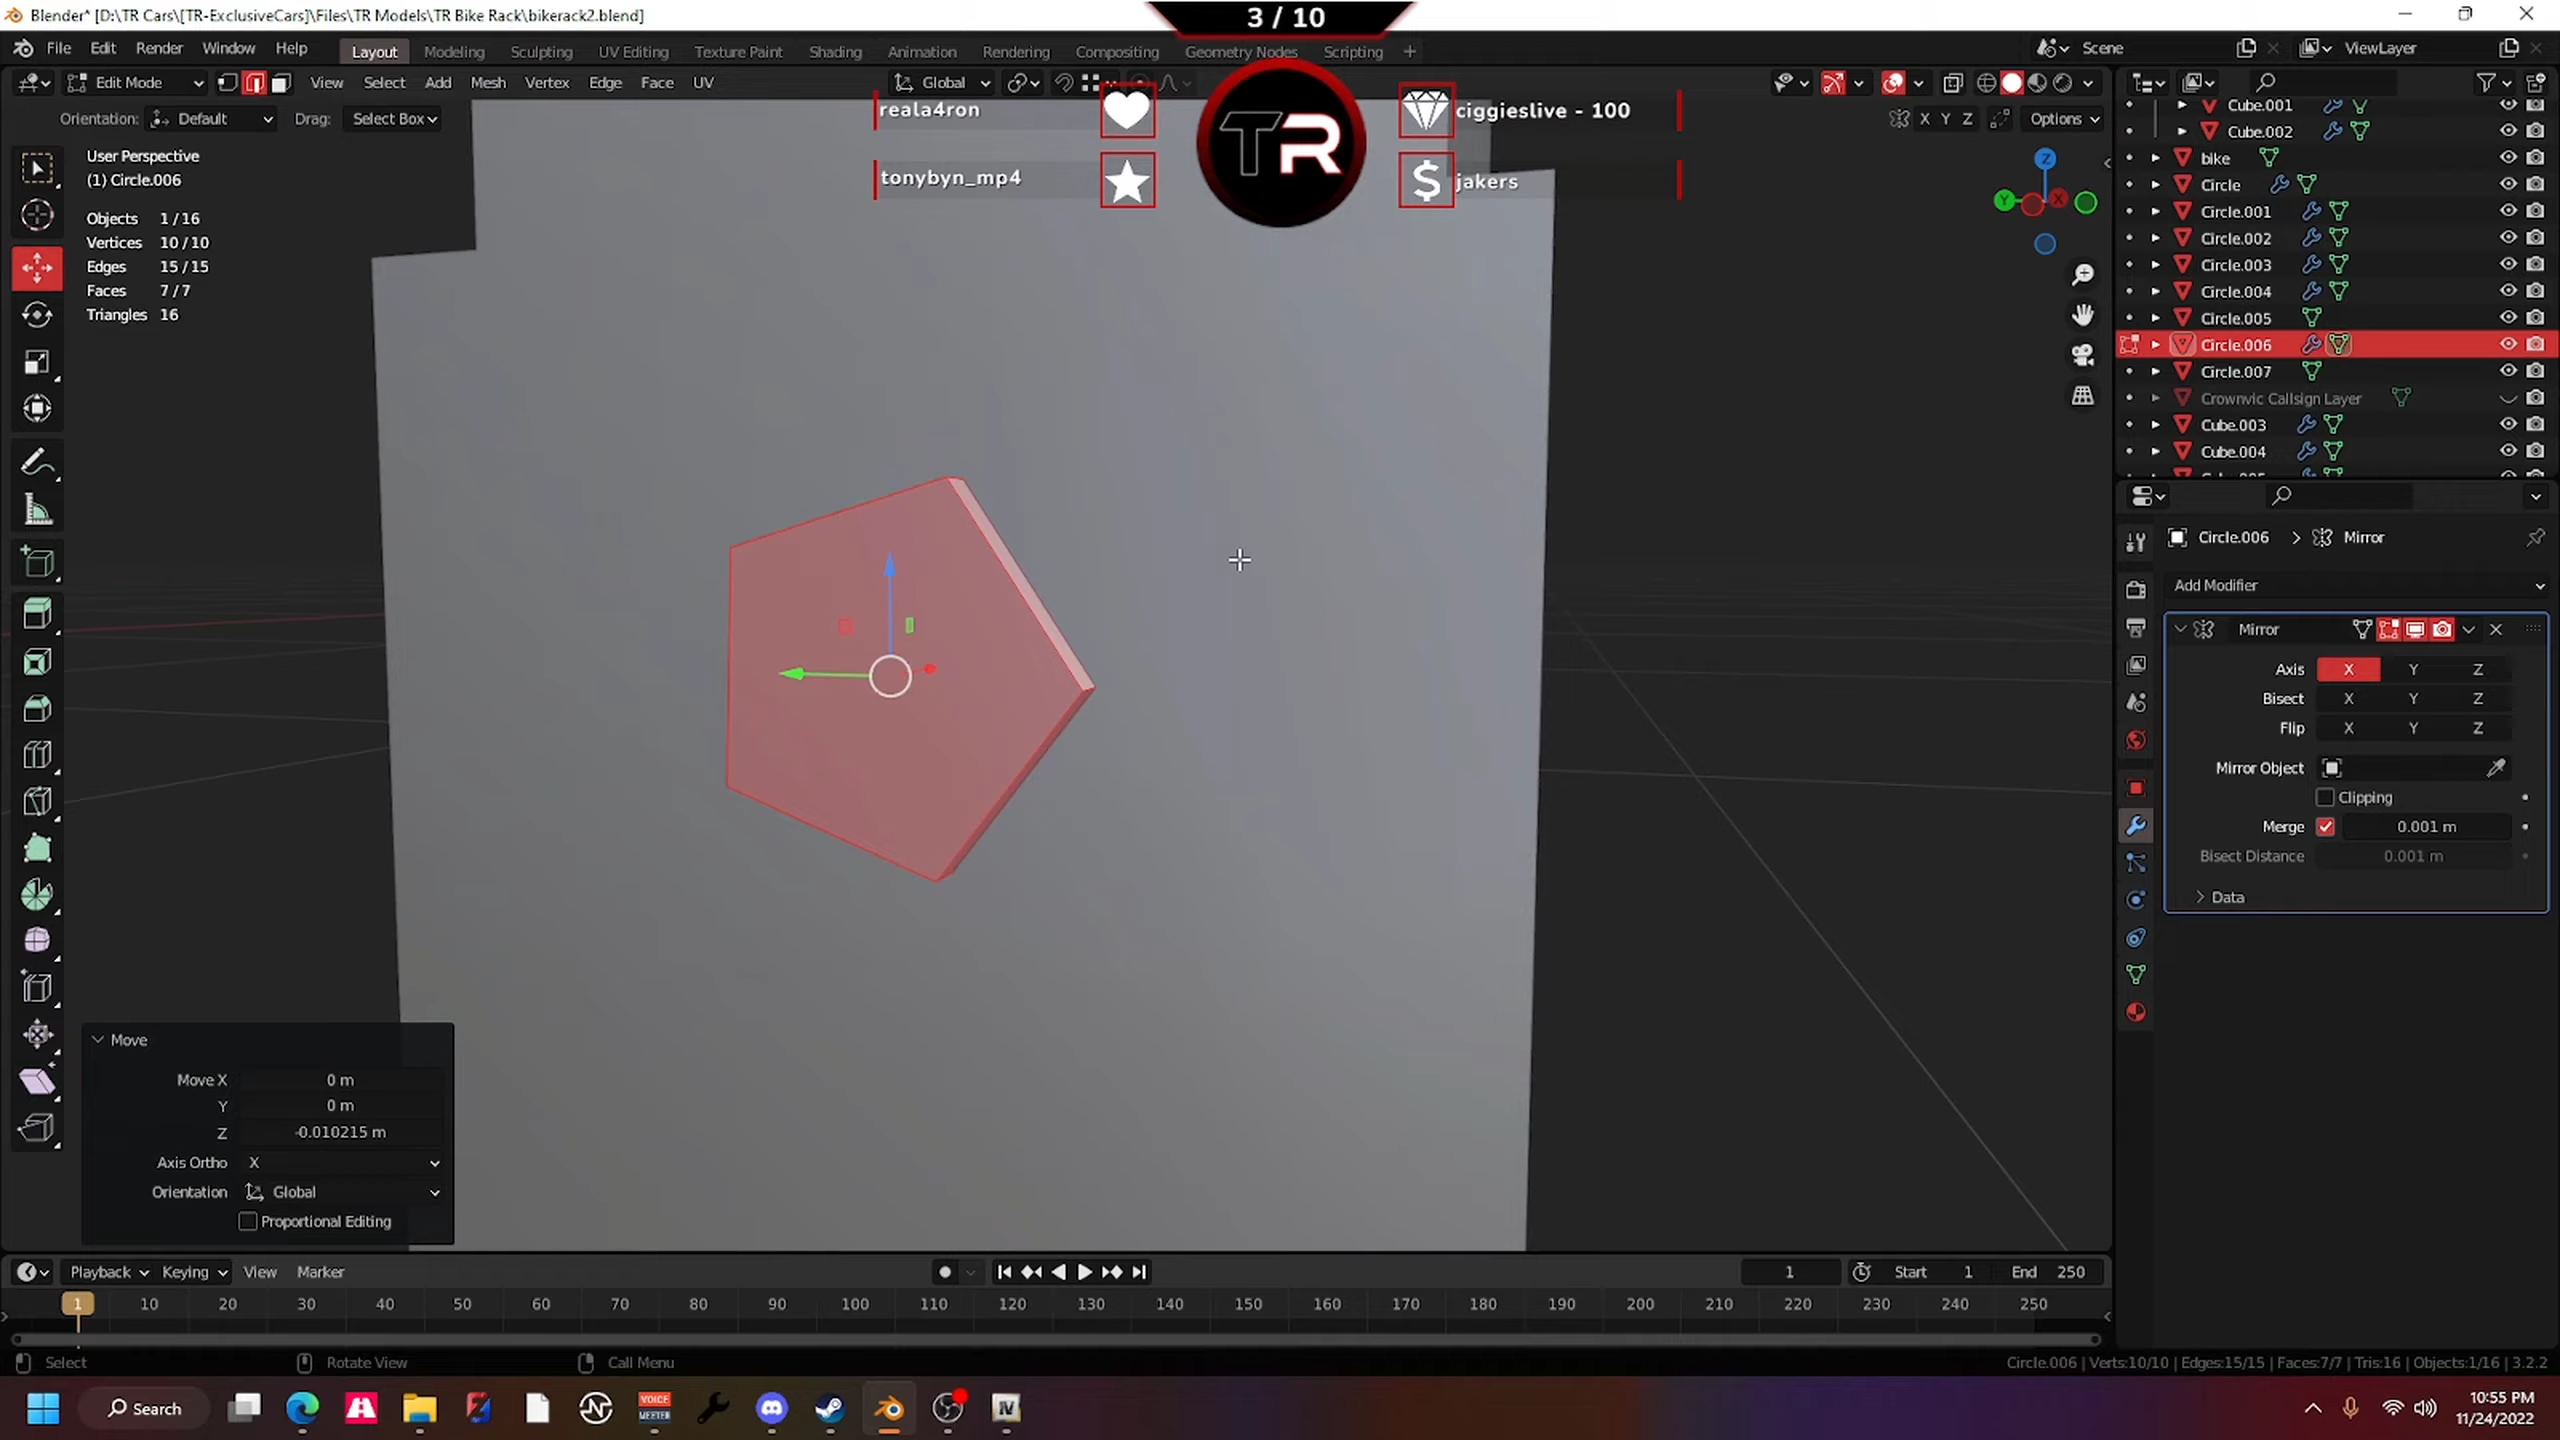 Blender* [D:\TR Cars\[TR-ExclusiveCars]\Files\TR Models\TR Bike Rack\bikerack2.blend]
3 / 10
File Edit Render Window Help
Layout Modeling Sculpting UV Editing Texture Paint Shading Animation Rendering Compositing Geometry Nodes Scripting +
Scene
ViewLayer
Edit Mode
View Select Add Mesh Vertex Edge Face UV
Global
Orientation: Default Drag: Select Box
X Y Z Options
reala4ron
ciggieslive - 100
tonybyn_mp4
jakers
TR
User Perspective
(1) Circle.006
Objects 1 / 16
Vertices 10 / 10
Edges 15 / 15
Faces 7 / 7
Triangles 16
Z
Y
X
Cube.001
Cube.002
bike
Circle
Circle.001
Circle.002
Circle.003
Circle.004
Circle.005
Circle.006
Circle.007
Crownvic Callsign Layer
Cube.003
Cube.004
Circle.006 > Mirror
Add Modifier
Mirror
Axis X Y Z
Bisect X Y Z
Flip X Y Z
Mirror Object
Clipping
Merge 0.001 m
Bisect Distance 0.001 m
Data
Move
Move X 0 m
Y 0 m
Z -0.010215 m
Axis Ortho X
Orientation Global
Proportional Editing
Playback Keying View Marker
1 Start 1 End 250
1 10 20 30 40 50 60 70 80 90 100 110 120 130 140 150 160 170 180 190 200 210 220 230 240 250
Select
Rotate View
Call Menu
Circle.006 | Verts:10/10 | Edges:15/15 | Faces:7/7 | Tris:16 | Objects:1/16 | 3.2.2
Search
VOICE
MEETER
IV
10:55 PM
11/24/2022